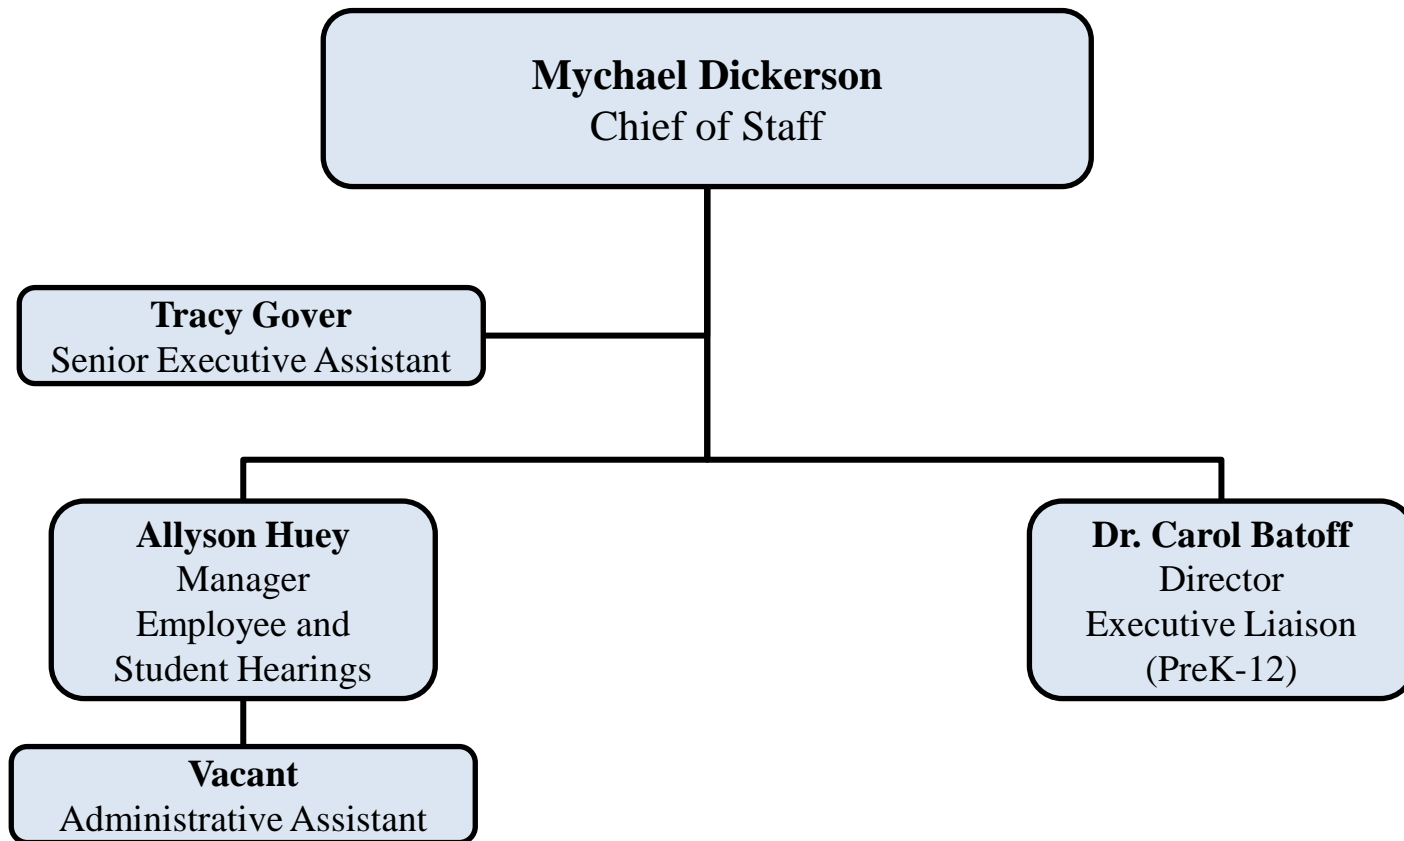 Mychael Dickerson
Chief of Staff
Tracy Gover
Senior Executive Assistant
Allyson Huey
Manager
Employee and
Student Hearings
Dr. Carol Batoff
Director
Executive Liaison
(PreK-12)
Vacant
Administrative Assistant